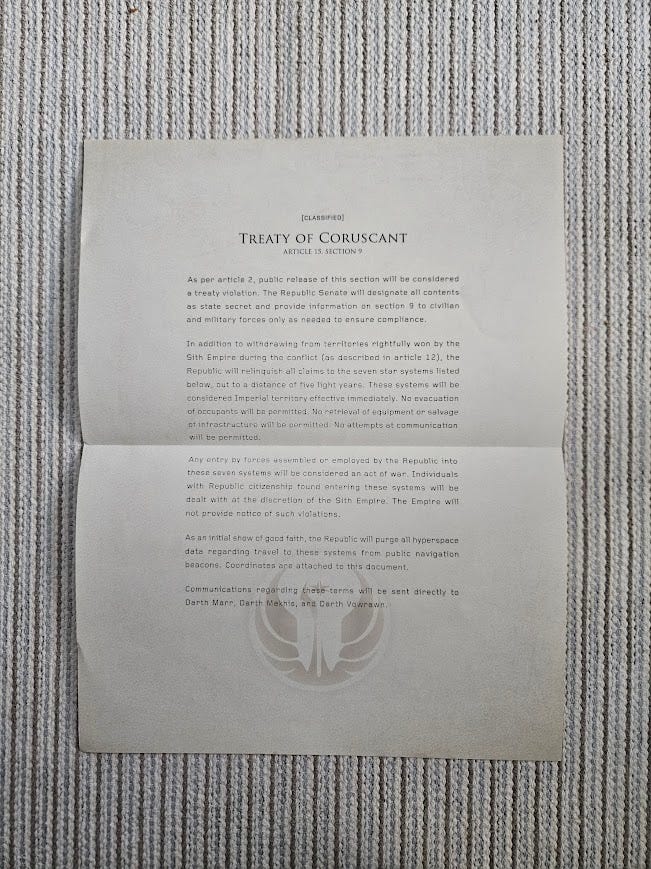 [CLASSIFIED]
TREATY OF CORUSCANT
ARTICLE 15, SECTION 9
As per article 2, public release of this section will be considered
a treaty violation. The Republic Senate will designate all contents
as state secret and provide information on section 9 to civilian
and military forces only as needed to ensure compliance.
In addition to withdrawing from territories rightfully won by the
Sith Empire during the conflict (as described in article 12), the
Republic will relinquish all claims to the seven star systems listed
below, out to a distance of five light years. These systems will be
considered Imperial territory effective immediately. No evacuation
of occupants will be permitted. No retrieval of equipment or salvage
of infrastructure will be permitted. No attempts at communication
will be permitted.
Any entry by forces assembled or employed by the Republic into
these seven systems will be considered an act of war. Individuals
with Republic citizenship found entering these systems will be
dealt with at the discretion of the Sith Empire. The Empire will
not provide notice of such violations.
As an initial show of good faith, the Republic will purge all hyperspace
data regarding travel to these systems from public navigation
beacons. Coordinates are attached to this document.
Communications regarding these terms will be sent directly to
Darth Marr, Darth Mekhis, and Darth Vowrawn.